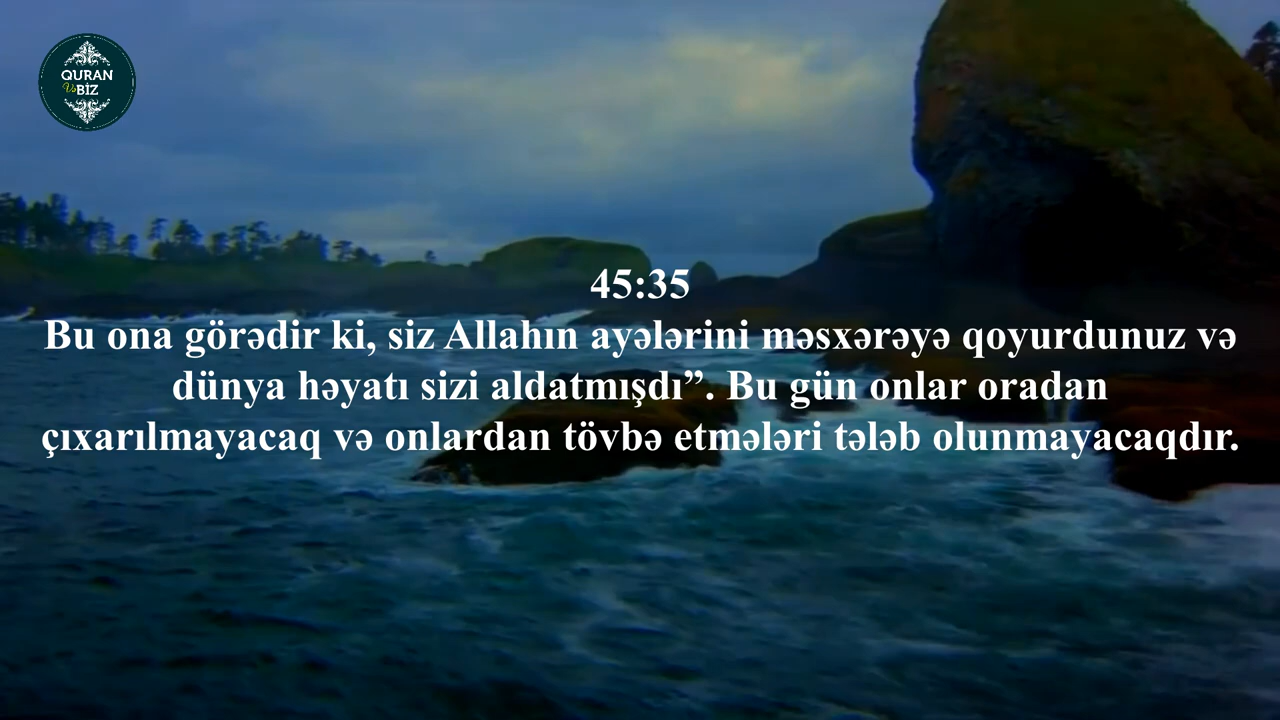 QURAN
Və BİZ
45:35
Bu ona görədir ki, siz Allahın ayələrini məsxərəyə qoyurdunuz və
dünya həyatı sizi aldatmışdı”. Bu gün onlar oradan
çıxarılmayacaq və onlardan tövbə etmələri tələb olunmayacaqdır.